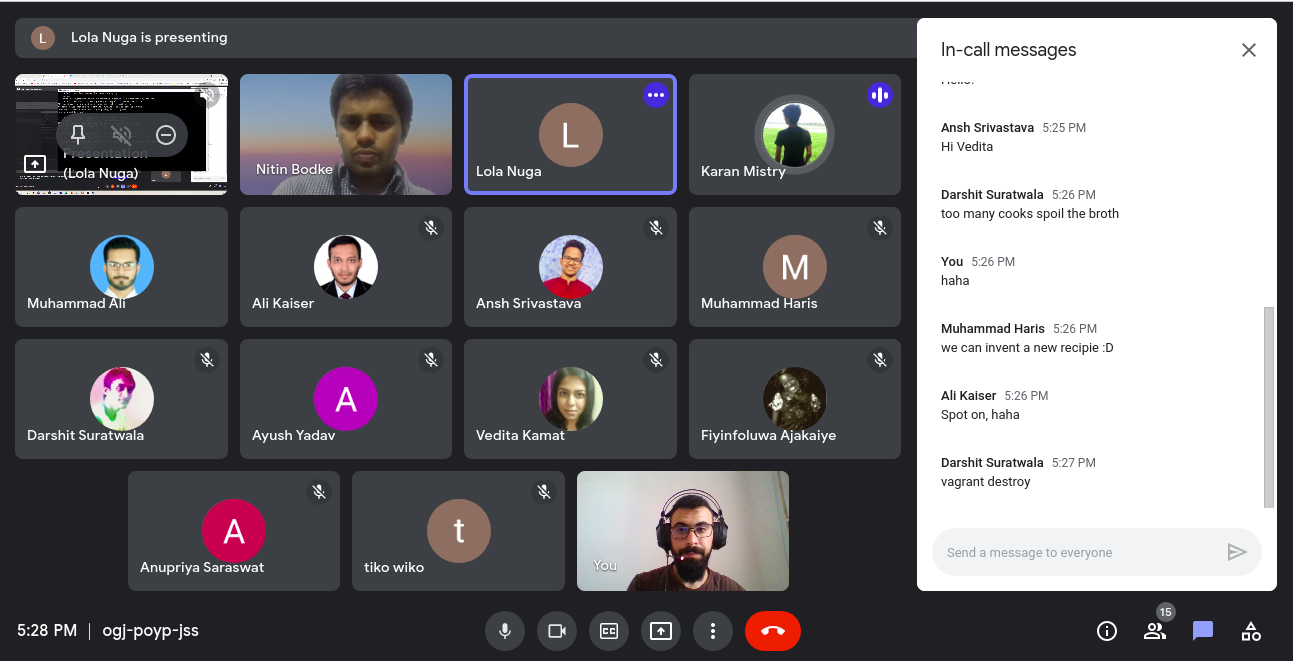 L Lola Nuga is presenting
Presentation
(Lola Nuga)
Nitin Bodke
L
Lola Nuga
Karan Mistry
Muhammad Ali
Ali Kaiser
Ansh Srivastava
M
Muhammad Haris
Darshit Suratwala
A
Ayush Yadav
Vedita Kamat
Fiyinfoluwa Ajakaiye
A
Anupriya Saraswat
t
tiko wiko
You
5:28 PM | ogj-poyp-jss
CC
15
In-call messages
Ansh Srivastava 5:25 PM
Hi Vedita
Darshit Suratwala 5:26 PM
too many cooks spoil the broth
You 5:26 PM
haha
Muhammad Haris 5:26 PM
we can invent a new recipie :D
Ali Kaiser 5:26 PM
Spot on, haha
Darshit Suratwala 5:27 PM
vagrant destroy
Send a message to everyone